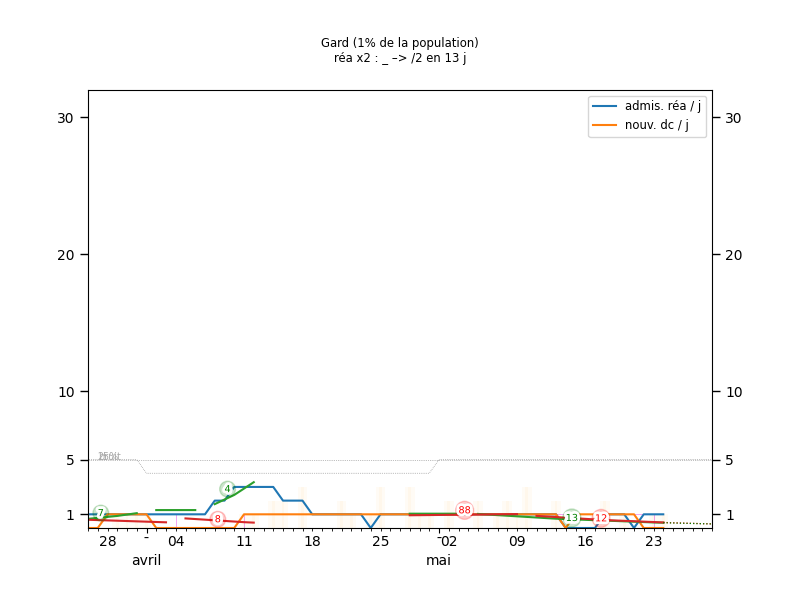 Gard (1% de la population)
réa x2 : _ –> /2 en 13 j
admis. réa / j
nouv. dc / j
30 30
20 20
10 10
5 5
1 1
7
4
8
88
13
12
28 - 04 11 18 25 - 02 09 16 23
avril mai